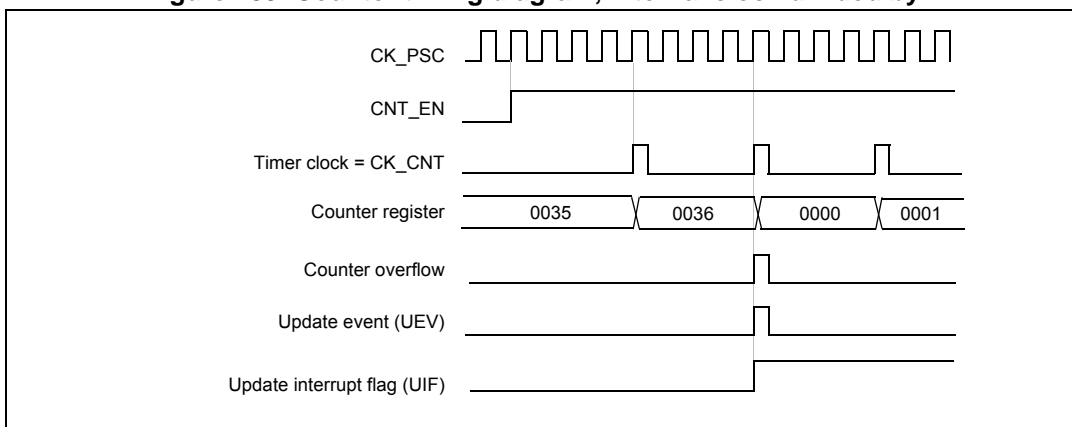 CK_PSC
CNT_EN
Timer clock = CK_CNT
Counter register 0035 0036 0000 0001
Counter overflow
Update event (UEV)
Update interrupt flag (UIF)